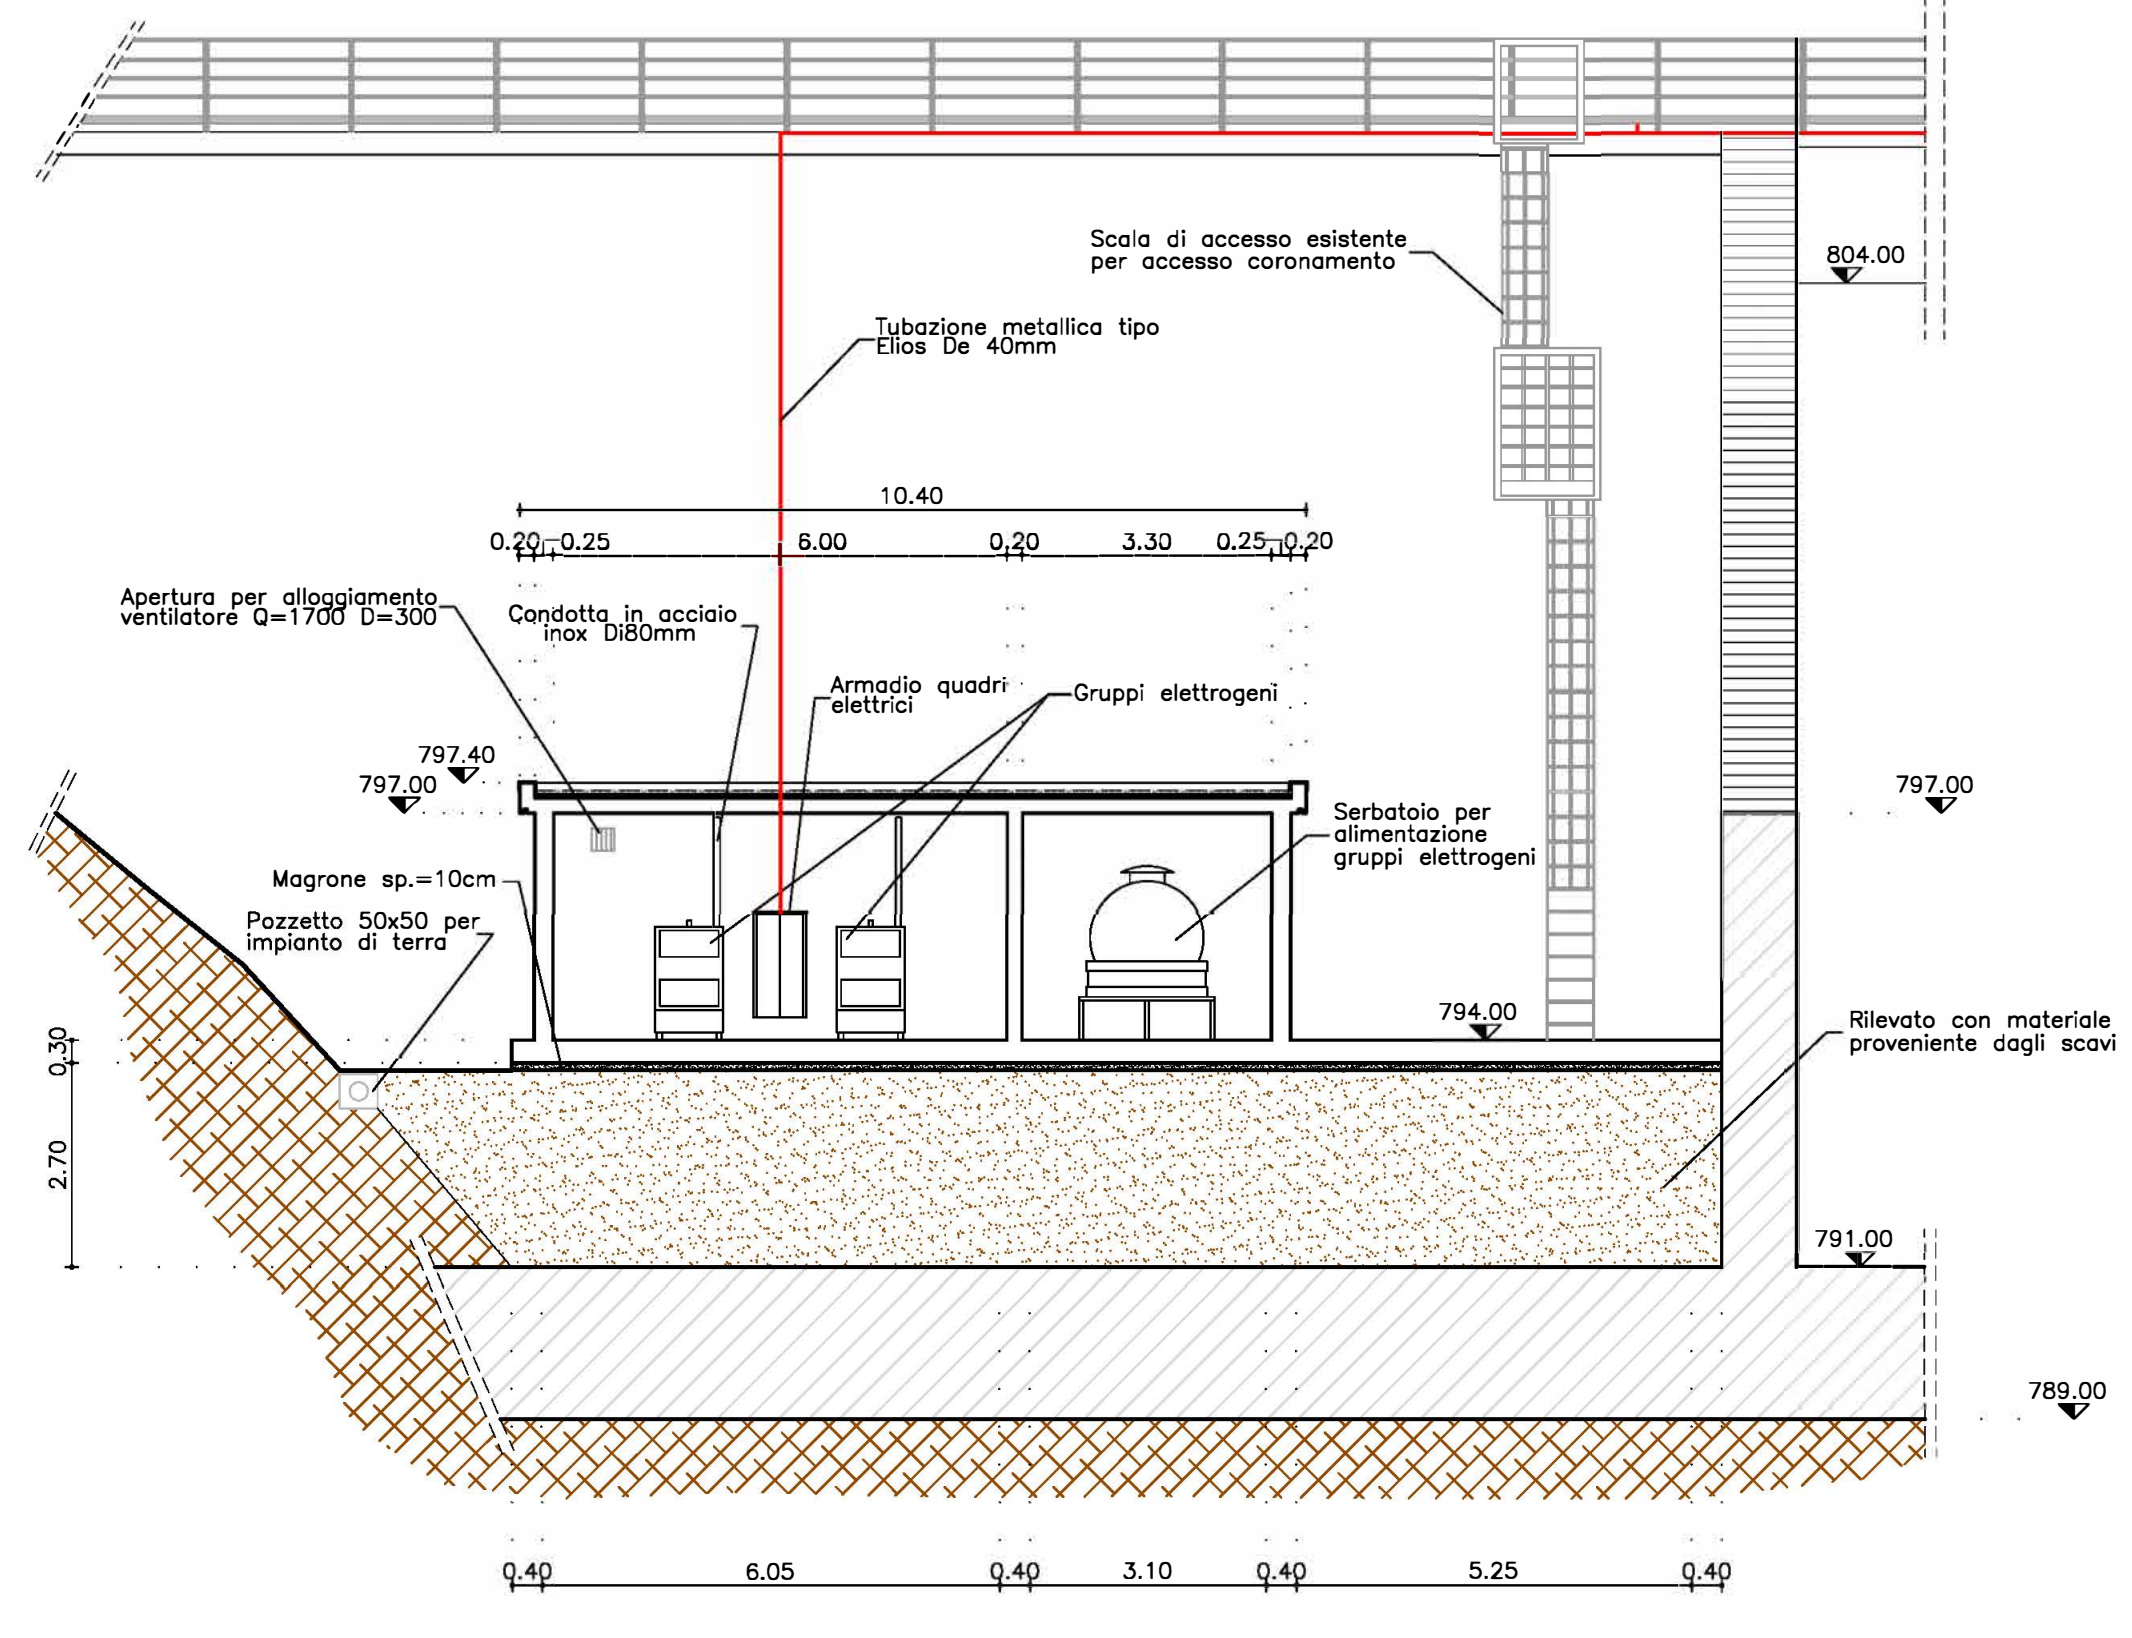 Scala di accesso esistente
per accesso coronamento
804.00
Tubazione metallica tipo
Elios De 40mm
10.40
0.20 0.25 6.00 0.20 3.30 0.25 0.20
Apertura per alloggiamento
ventilatore Q=1700 D=300
Condotta in acciaio
inox Di80mm
Armadio quadri
elettrici
Gruppi elettrogeni
797.40
797.00
797.00
Serbatoio per
alimentazione
gruppi elettrogeni
Magrone sp.=10cm
Pozzetto 50x50 per
impianto di terra
794.00
Rilevato con materiale
proveniente dagli scavi
0.30
2.70
791.00
789.00
0.40 6.05 0.40 3.10 0.40 5.25 0.40